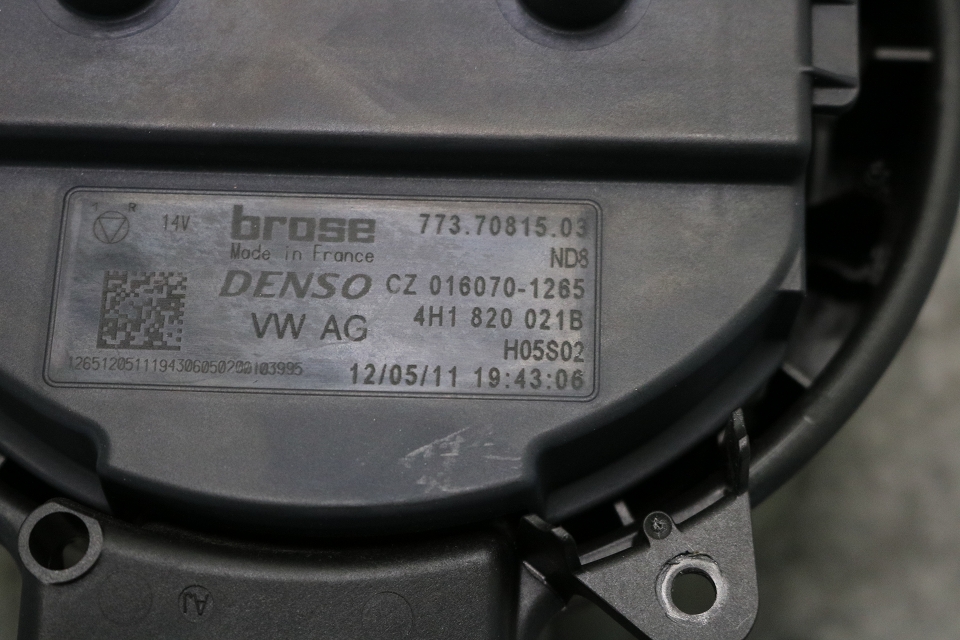 R
14V
brose 773.70815.03
Made in France ND8
DENSO CZ 016070-1265
VW AG 4H1 820 021B
H05S02
12/05/11 19:43:06
AJ